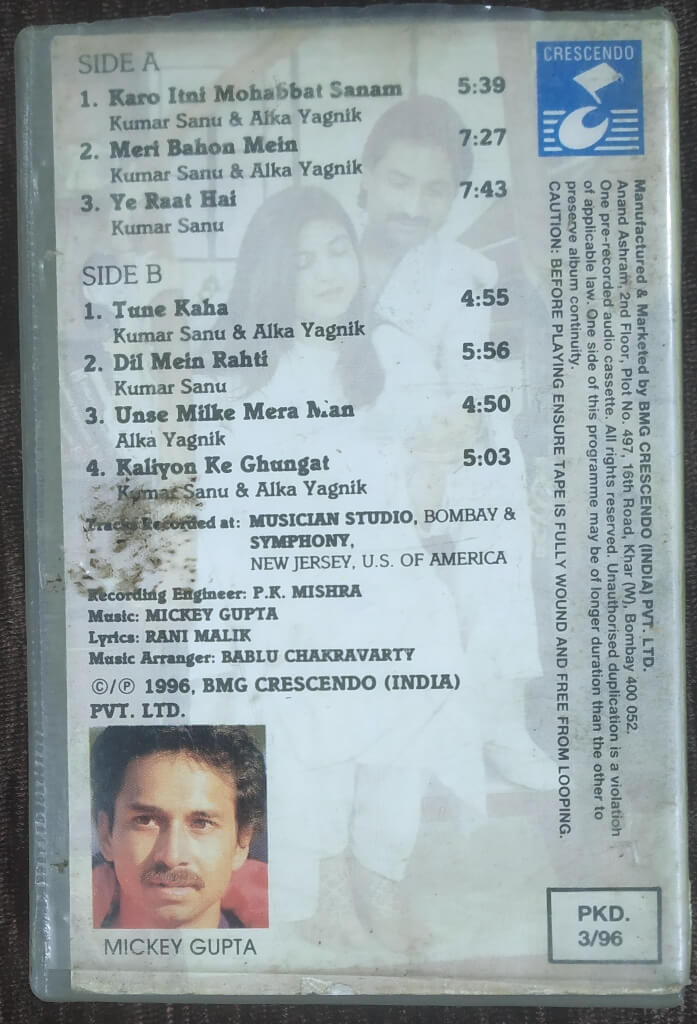 SIDE A
1. Karo Itni Mohabbat Sanam 5:39
Kumar Sanu & Alka Yagnik
2. Meri Bahon Mein 7:27
Kumar Sanu & Alka Yagnik
3. Ye Raat Hai 7:43
Kumar Sanu
SIDE B
1. Tune Kaha 4:55
Kumar Sanu & Alka Yagnik
2. Dil Mein Rahti 5:56
Kumar Sanu
3. Unse Milke Mera Man 4:50
Alka Yagnik
4. Kaliyon Ke Ghungat 5:03
Kumar Sanu & Alka Yagnik
Tracks Recorded at: MUSICIAN STUDIO, BOMBAY &
SYMPHONY,
NEW JERSEY, U.S. OF AMERICA
Recording Engineer: P.K. MISHRA
Music: MICKEY GUPTA
Lyrics: RANI MALIK
Music Arranger: BABLU CHAKRAVARTY
©/℗ 1996, BMG CRESCENDO (INDIA)
PVT. LTD.
MICKEY GUPTA
CRESCENDO
Manufactured & Marketed by BMG CRESCENDO (INDIA) PVT. LTD.
Anand Ashram, 2nd Floor, Plot No. 497, 16th Road, Khar (W), Bombay 400 052.
One pre-recorded audio cassette. All rights reserved. Unauthorised duplication is a violation
of applicable law. One side of this programme may be of longer duration than the other to
preserve album continuity.
CAUTION: BEFORE PLAYING ENSURE TAPE IS FULLY WOUND AND FREE FROM LOOPING.
PKD.
3/96